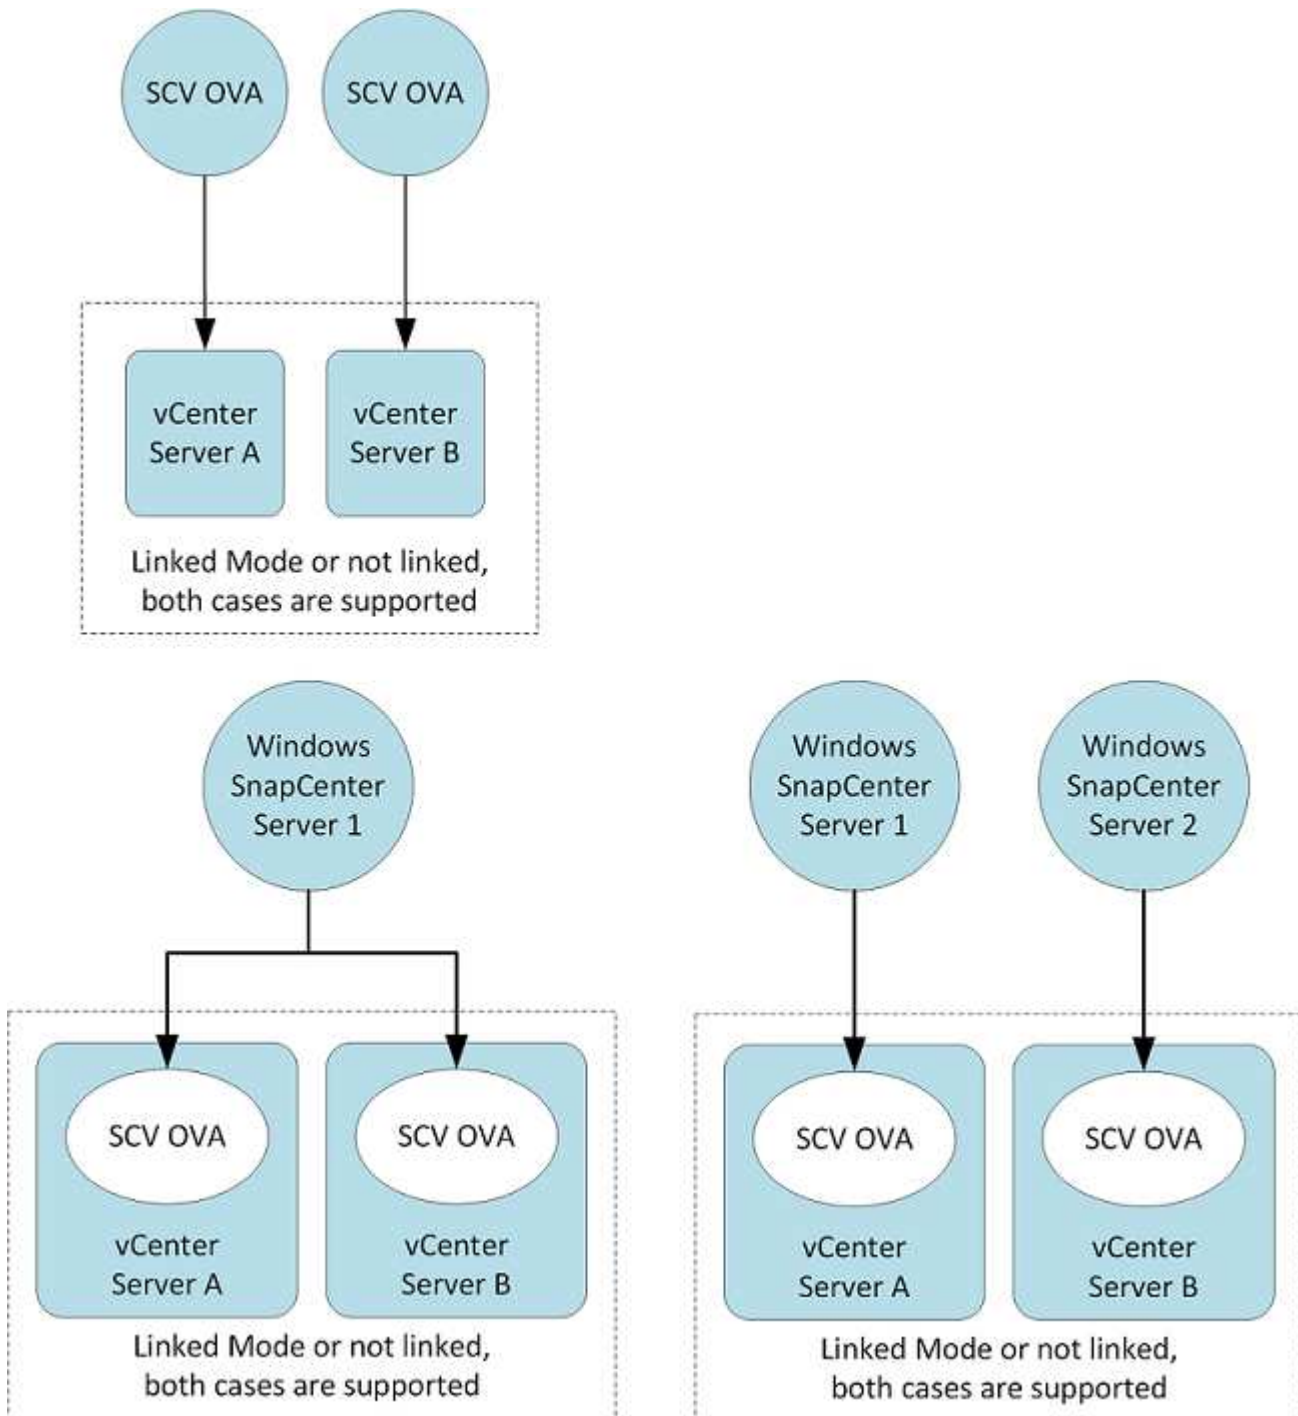 SCV OVA
SCV OVA
vCenter
Server A
vCenter
Server B
Linked Mode or not linked,
both cases are supported
Windows
SnapCenter
Server 1
SCV OVA
SCV OVA
vCenter
Server A
vCenter
Server B
Linked Mode or not linked,
both cases are supported
Windows
SnapCenter
Server 1
Windows
SnapCenter
Server 2
SCV OVA
SCV OVA
vCenter
Server A
vCenter
Server B
Linked Mode or not linked,
both cases are supported